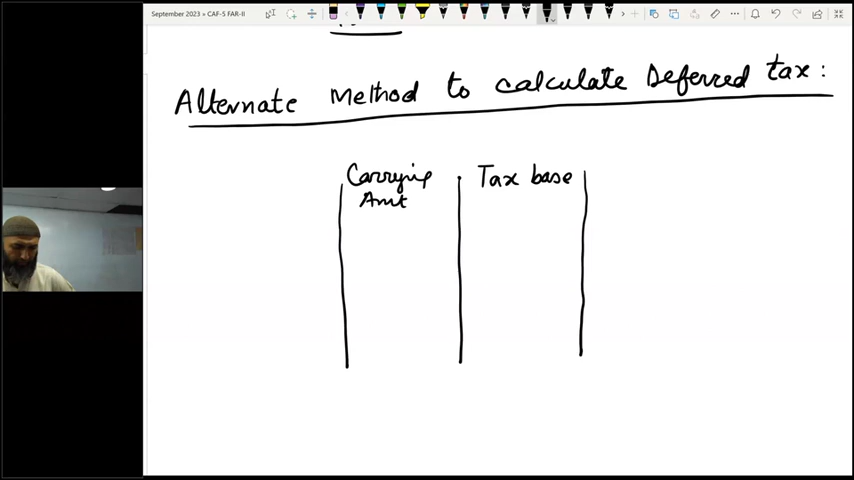 September 2023 » CAF-5 FAR-II
Alternate Method to calculate Deferred tax:
Carrying Tax base
Amt